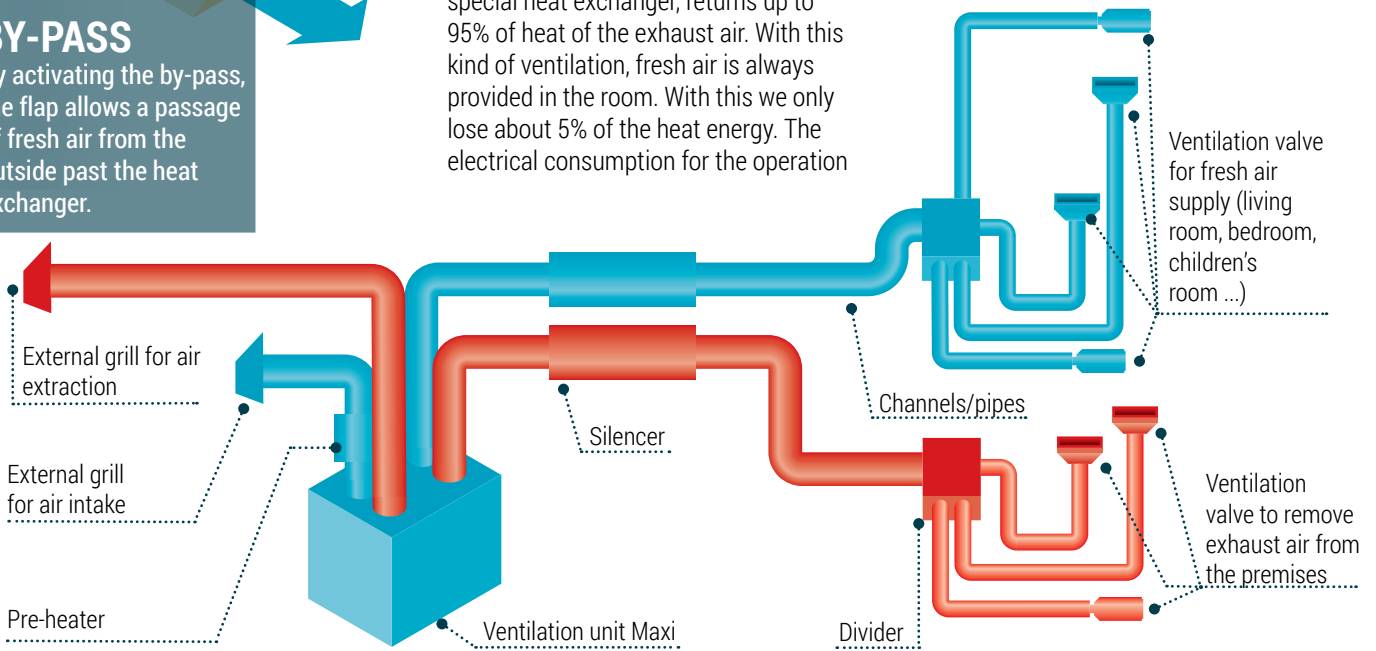 BY-PASS
y activating the by-pass,
e flap allows a passage
f fresh air from the
utside past the heat
xchanger.
special heat exchanger, returns up to
95% of heat of the exhaust air. With this
kind of ventilation, fresh air is always
provided in the room. With this we only
lose about 5% of the heat energy. The
electrical consumption for the operation
Ventilation valve
for fresh air
supply (living
room, bedroom,
children's
room ...)
External grill for air
extraction
External grill
for air intake
Pre-heater
Silencer
Channels/pipes
Ventilation
valve to remove
exhaust air from
the premises
Ventilation unit Maxi
Divider